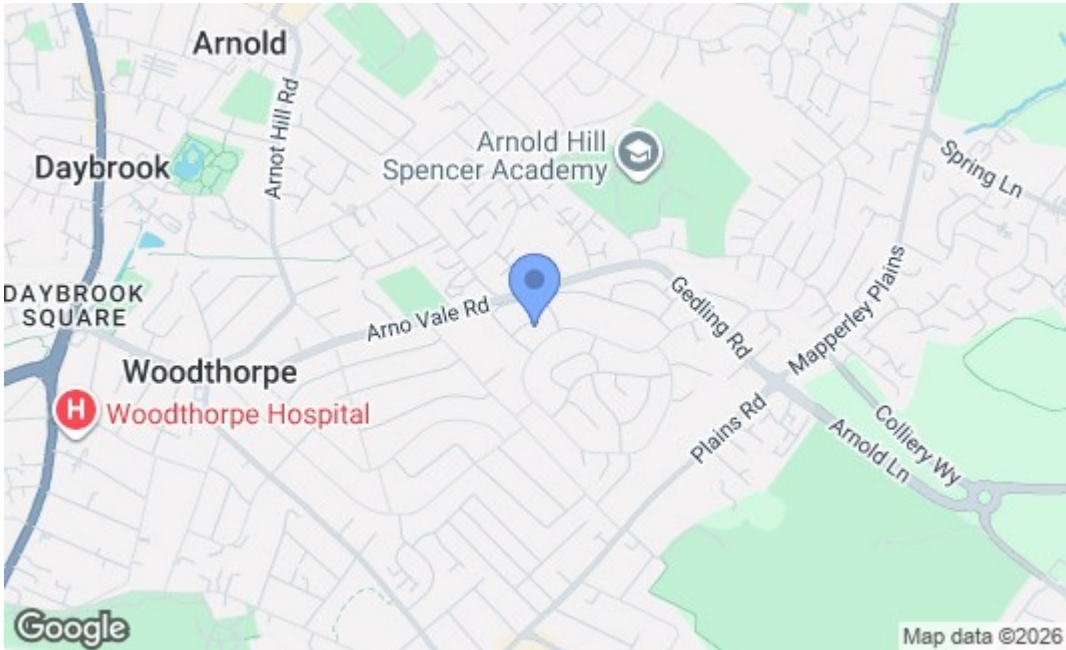 Arnold
Arnot Hill Rd
Daybrook
Arnold Hill
Spencer Academy
Spring Ln
DAYBROOK
SQUARE
Arno Vale Rd
Gedling Rd
Mapperley Plains
Woodthorpe
H
Woodthorpe Hospital
Plains Rd
Arnold Ln
Colliery Wy
Google
Map data ©2026